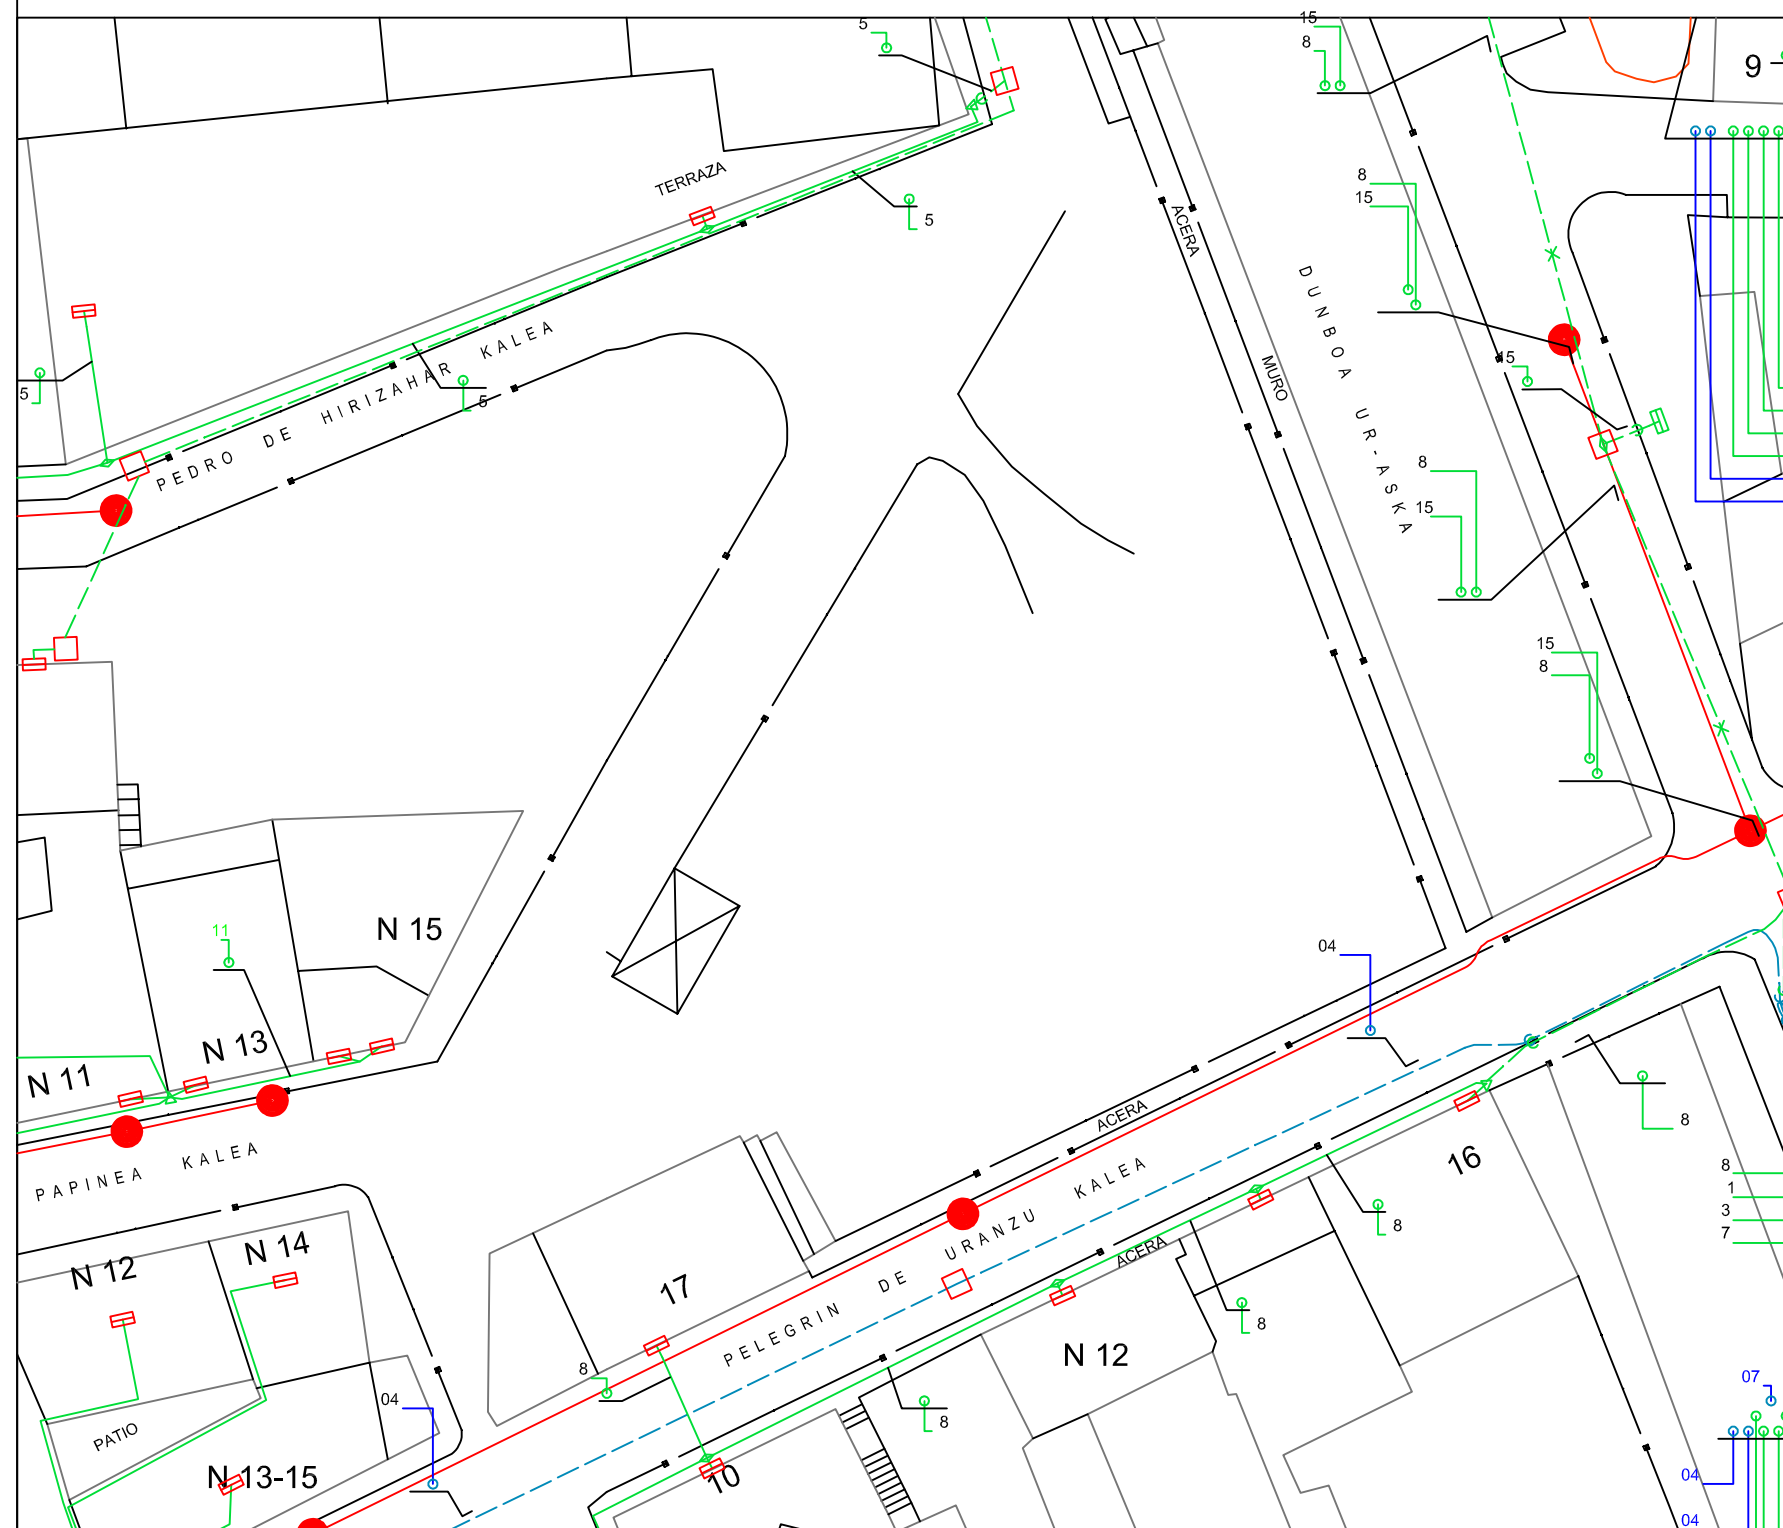 5
15
8
9
TERRAZA
8
15
5
ACERA
DUNBOA UR-ASKA
PEDRO DE HIRIZAHAR KALEA
MURO
15
5
5
8
15
15
8
N 15
11
04
N 13
N 11
ACERA
8
PAPINEA KALEA
16
8
1
3
7
PELEGRIN DE URANZU KALEA
8
ACERA
N 14
N 12
17
8
N 12
8
07
04
8
PATIO
N 13-15
10
04
04